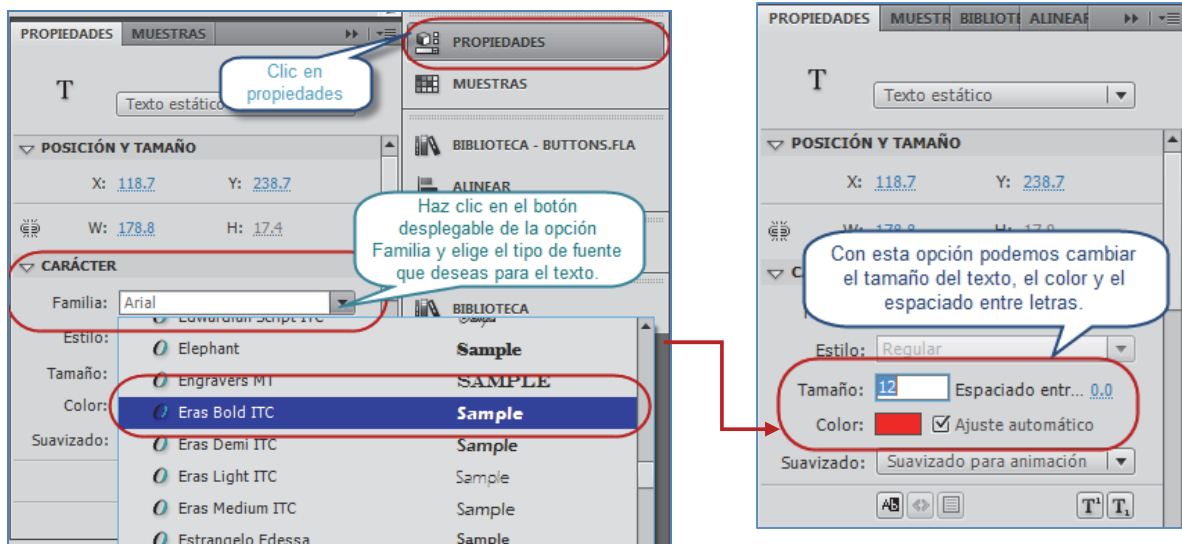 PROPIEDADES MUESTRAS
T
Texto estático
Clic en
propiedades
POSICIÓN Y TAMAÑO
X: 118.7 Y: 238.7
W: 178.8 H: 17.4
CARÁCTER
Familia: Arial
Estilo:
Tamaño:
Color:
Suavizado:
Edwardian Script ITC
O Elephant Sample
O Engravers MT SAMPLE
O Eras Bold ITC Sample
O Eras Demi ITC Sample
O Eras Light ITC Sample
O Eras Medium ITC Sample
O Estrangelo Edessa Sample
PROPIEDADES
MUESTRAS
BIBLIOTECA - BUTTONS.FLA
ALINEAR
Haz clic en el botón
desplegable de la opción
Familia y elige el tipo de fuente
que deseas para el texto.
BIBLIOTECA
PROPIEDADES MUESTR BIBLIOTE ALINEAF
T
Texto estático
POSICIÓN Y TAMAÑO
X: 118.7 Y: 238.7
Con esta opción podemos cambiar
el tamaño del texto, el color y el
espaciado entre letras.
Estilo: Regular
Tamaño: 12 Espaciado entr... 0.0
Color: Ajuste automático
Suavizado: Suavizado para animación
T¹ T₁